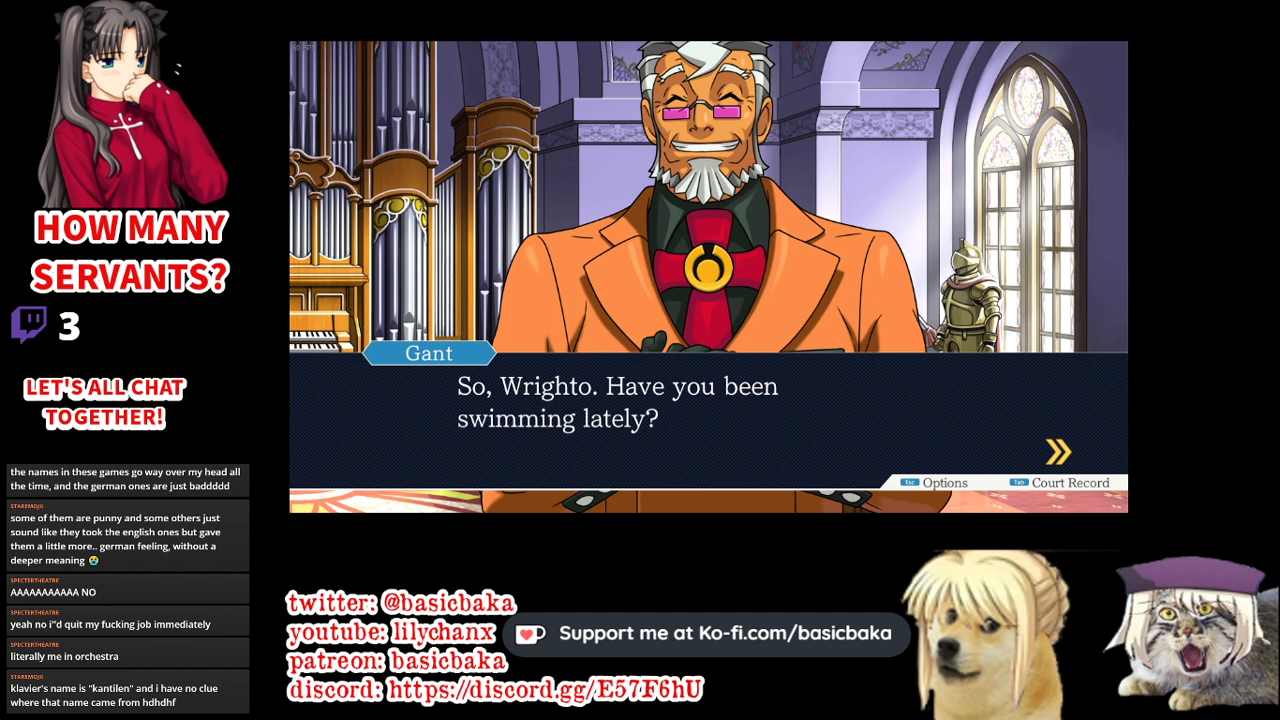 HOW MANY
SERVANTS?
3
LET'S ALL CHAT
TOGETHER!
the names in these games go way over my head all
the time, and the german ones are just baddddd
STAREMOJII
some of them are punny and some others just
sound like they took the english ones but gave
them a little more.. german feeling, without a
deeper meaning 😭
SPECTERTHEATRE
AAAAAAAAAAA NO
SPECTERTHEATRE
yeah no i"d quit my fucking job immediately
SPECTERTHEATRE
literally me in orchestra
STAREMOJII
klavier's name is "kantilen" and i have no clue
where that name came from hdhdhf
Gant
So, Wrighto. Have you been
swimming lately?
Esc Options
Tab Court Record
twitter: @basicbaka
youtube: lilychanx
patreon: basicbaka
discord: https://discord.gg/E57F6hU
Support me at Ko-fi.com/basicbaka